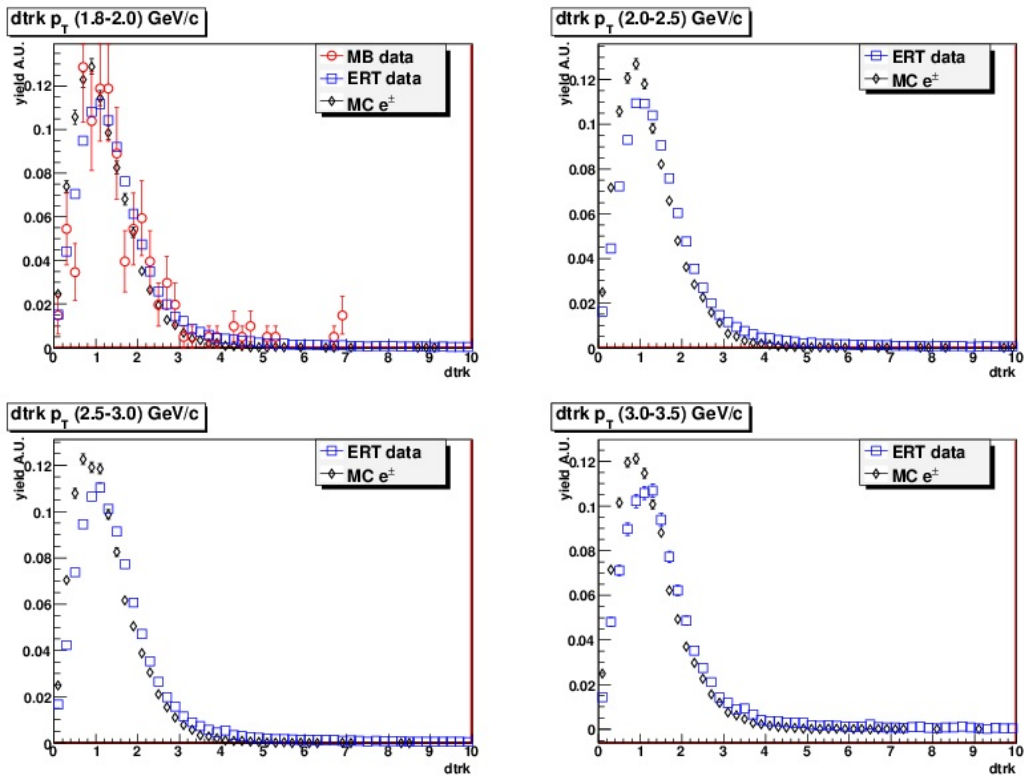 dtrk p_T (1.8-2.0) GeV/c
yield A.U.
MB data
ERT data
MC e±
0.12
0.1
0.08
0.06
0.04
0.02
0
0 1 2 3 4 5 6 7 8 9 10
dtrk
dtrk p_T (2.0-2.5) GeV/c
yield A.U.
ERT data
MC e±
0.12
0.1
0.08
0.06
0.04
0.02
0
0 1 2 3 4 5 6 7 8 9 10
dtrk
dtrk p_T (2.5-3.0) GeV/c
yield A.U.
ERT data
MC e±
0.12
0.1
0.08
0.06
0.04
0.02
0
0 1 2 3 4 5 6 7 8 9 10
dtrk
dtrk p_T (3.0-3.5) GeV/c
yield A.U.
ERT data
MC e±
0.12
0.1
0.08
0.06
0.04
0.02
0
0 1 2 3 4 5 6 7 8 9 10
dtrk